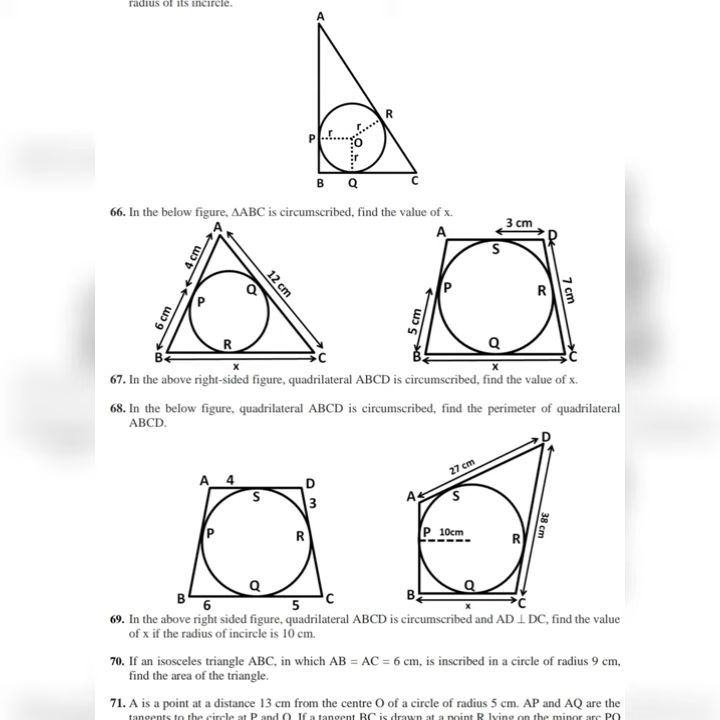 radius of its incircle.
A
R
r
P
r
O
r
B
Q
C
66. In the below figure, ΔABC is circumscribed, find the value of x.
A
4 cm
12 cm
Q
P
6 cm
R
B
C
x
3 cm
A
D
S
P
R
7 cm
5 cm
Q
B
C
x
67. In the above right-sided figure, quadrilateral ABCD is circumscribed, find the value of x.
68. In the below figure, quadrilateral ABCD is circumscribed, find the perimeter of quadrilateral
ABCD.
A
4
D
S
3
P
R
Q
B
6
5
C
D
27 cm
A
S
38 cm
P 10cm
R
Q
B
x
C
69. In the above right sided figure, quadrilateral ABCD is circumscribed and AD ⊥ DC, find the value
of x if the radius of incircle is 10 cm.
70. If an isosceles triangle ABC, in which AB = AC = 6 cm, is inscribed in a circle of radius 9 cm,
find the area of the triangle.
71. A is a point at a distance 13 cm from the centre O of a circle of radius 5 cm. AP and AQ are the
tangents to the circle at P and Q. If a tangent BC is drawn at a point R lying on the minor arc PQ